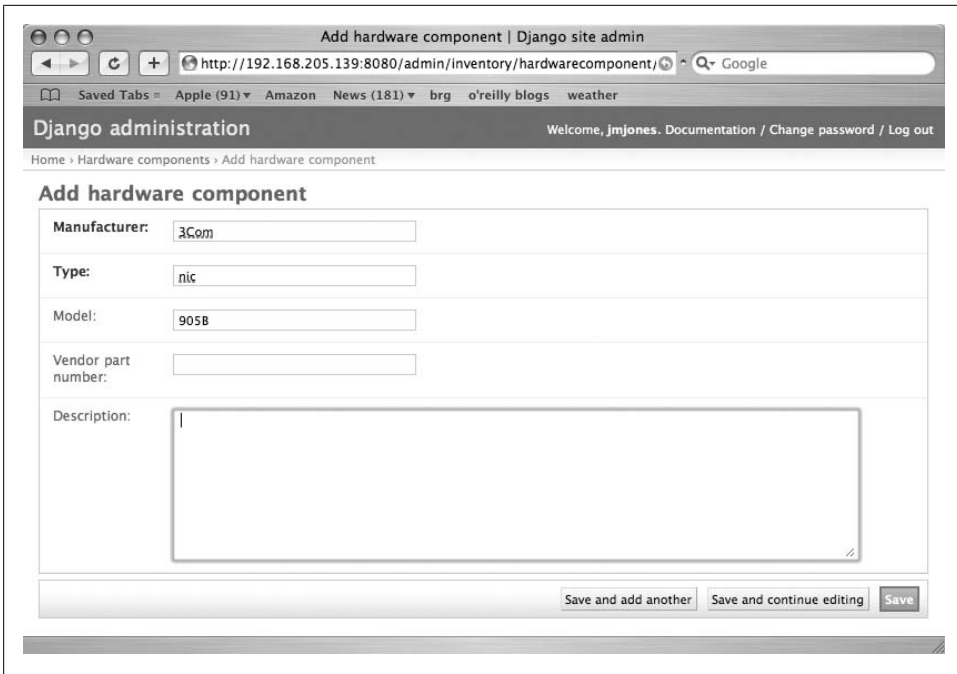 Add hardware component | Django site admin
http://192.168.205.139:8080/admin/inventory/hardwarecomponent/
Google
Saved Tabs Apple (91) Amazon News (181) brg o'reilly blogs weather
Django administration
Welcome, jmjones. Documentation / Change password / Log out
Home › Hardware components › Add hardware component
Add hardware component
Manufacturer: 3Com
Type: nic
Model: 905B
Vendor part
number:
Description:
Save and add another Save and continue editing Save